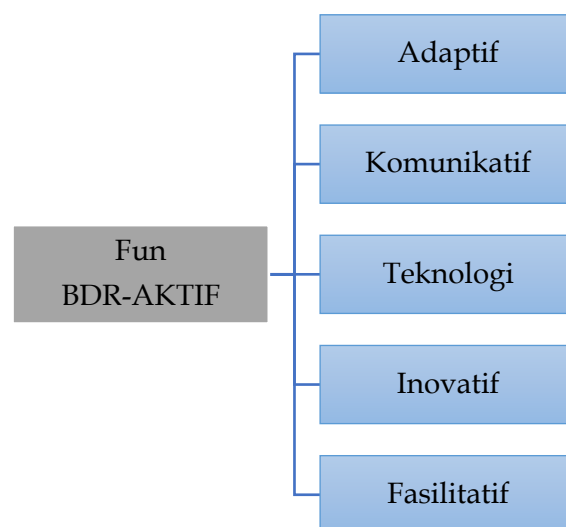 Adaptif
Komunikatif
Fun
BDR-AKTIF
Teknologi
Inovatif
Fasilitatif